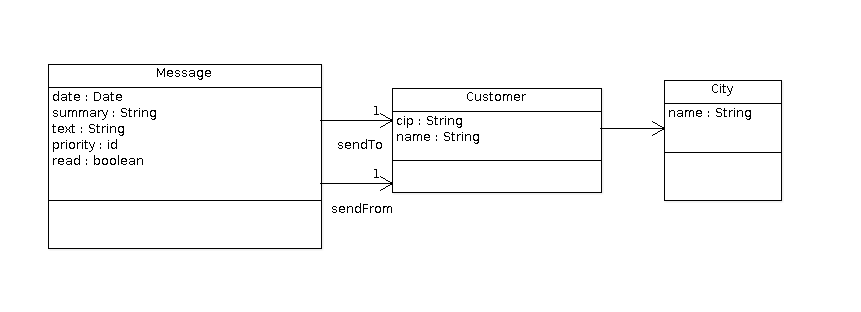 Message
date : Date
summary : String
text : String
priority : id
read : boolean
1
sendTo
1
sendFrom
Customer
cip : String
name : String
City
name : String